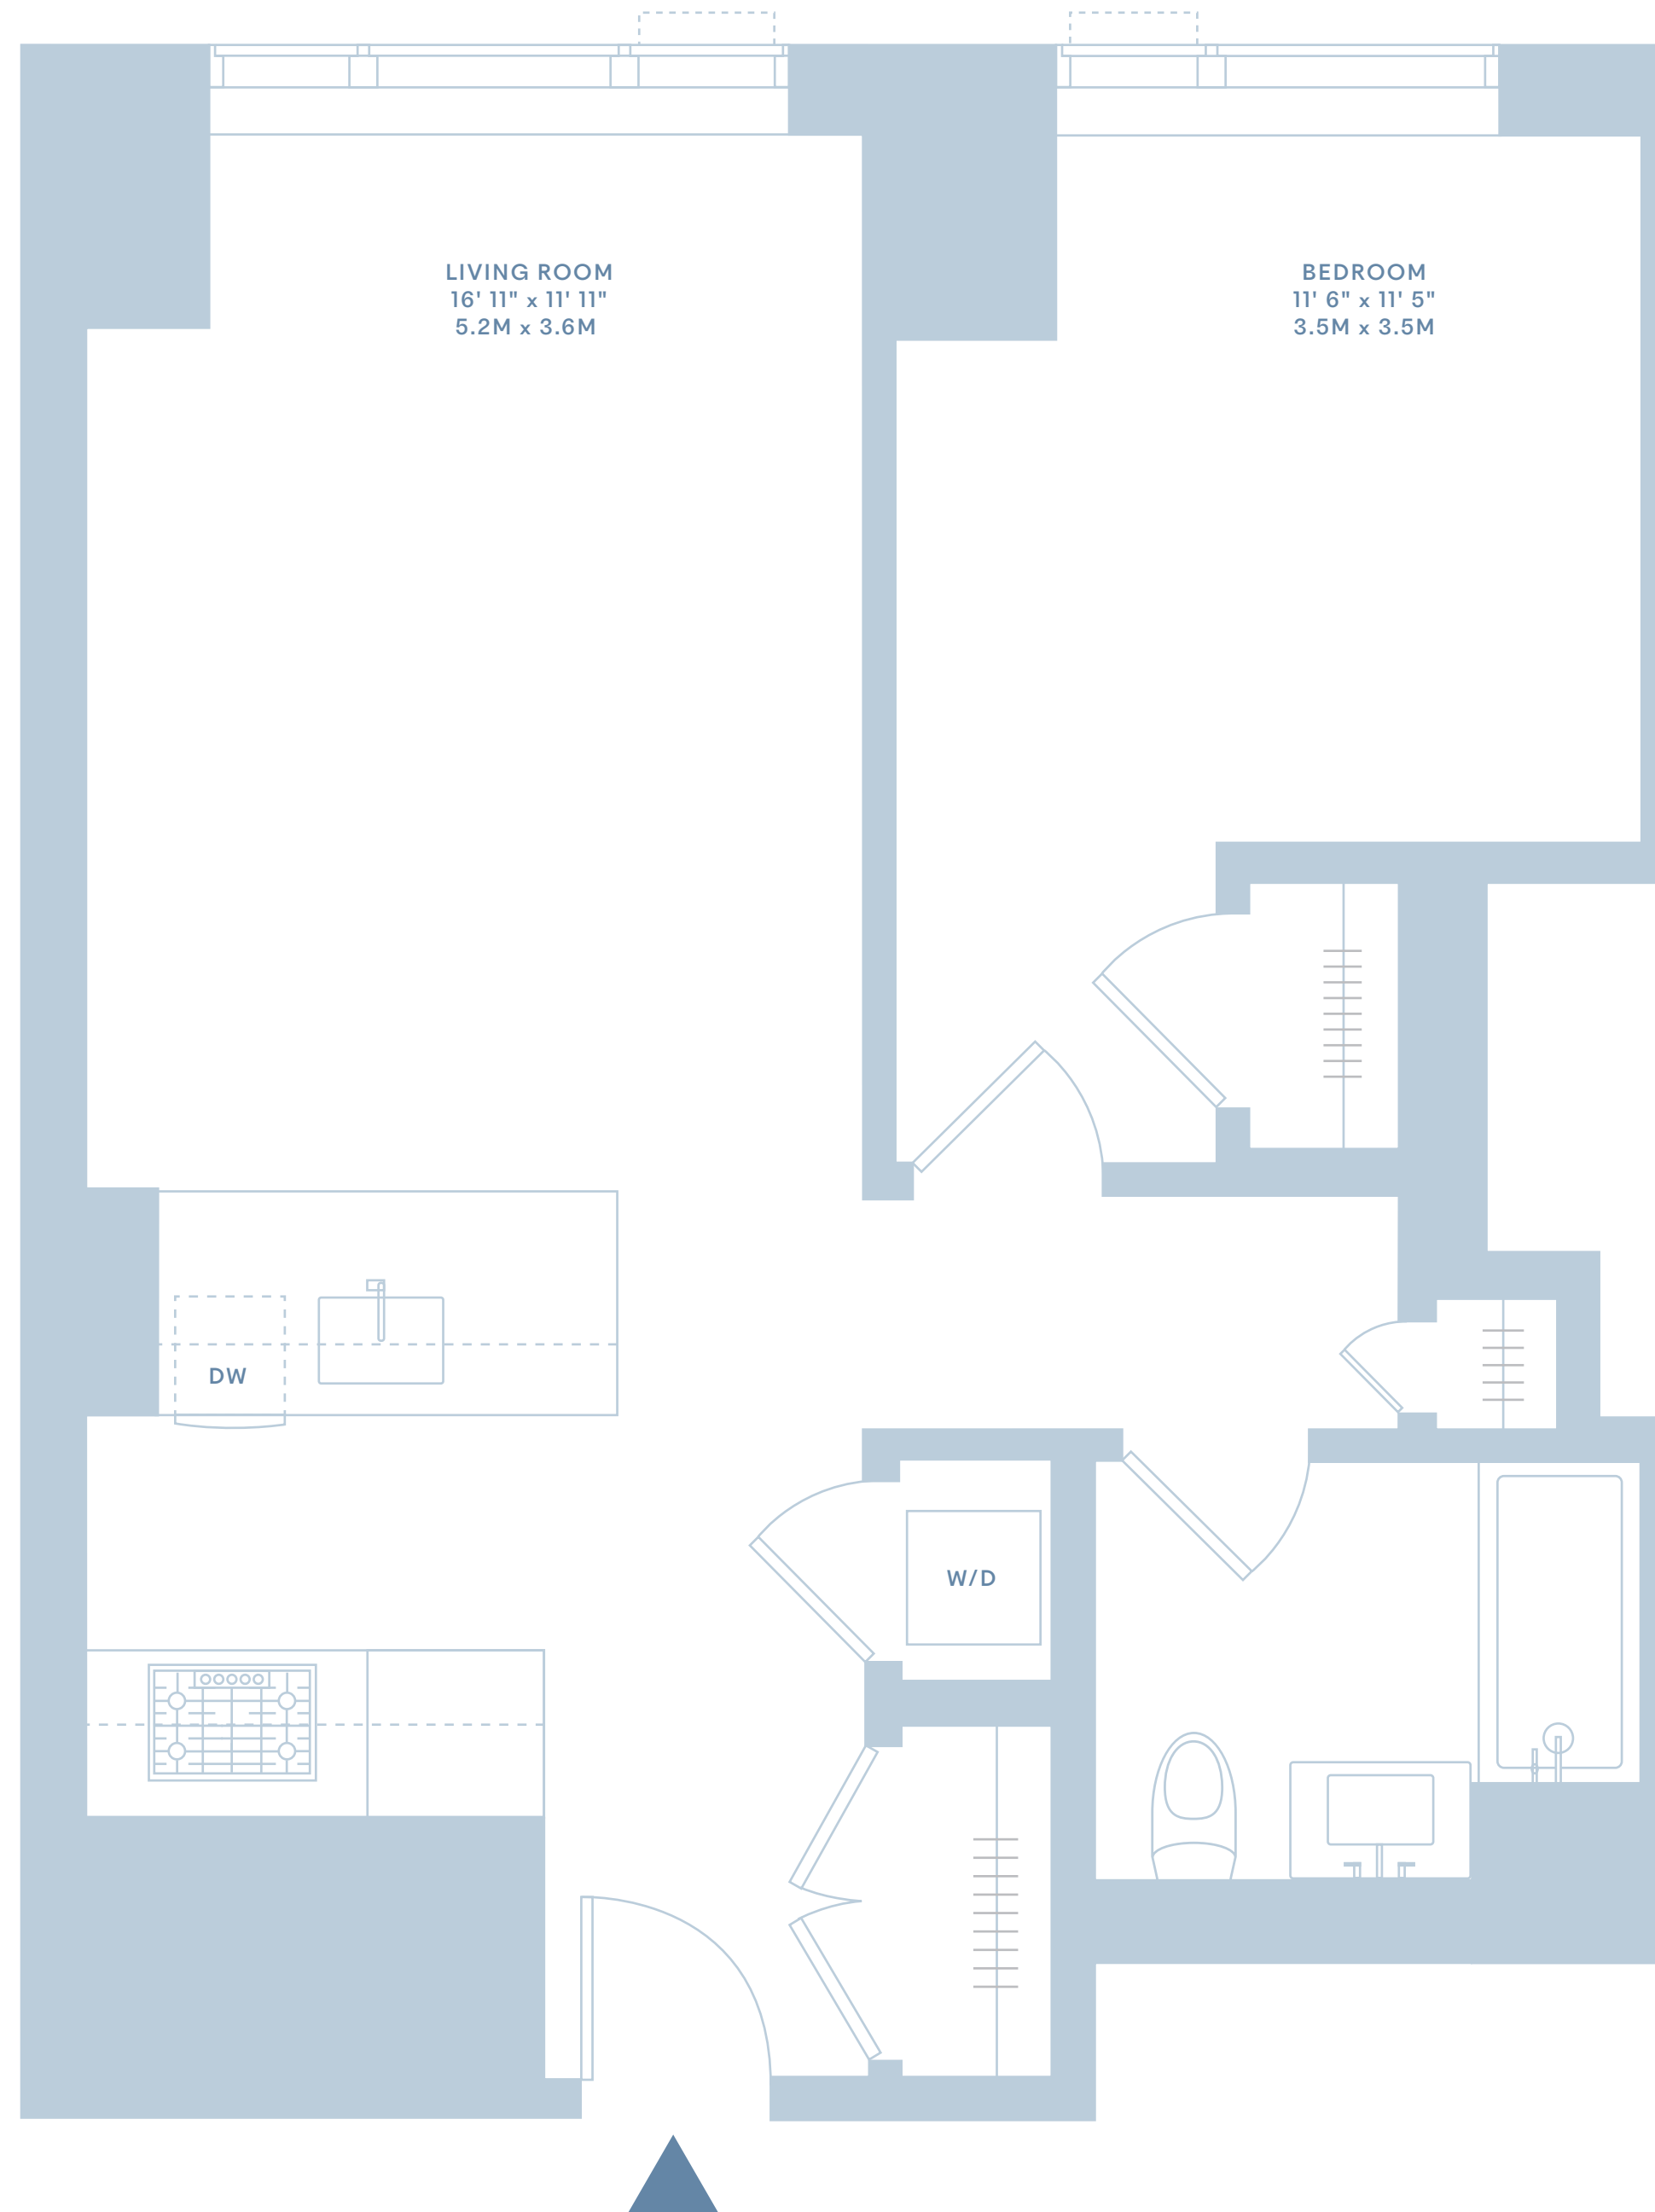 LIVING ROOM
16' 11" x 11' 11"
5.2M x 3.6M
BEDROOM
11' 6" x 11' 5"
3.5M x 3.5M
DW
W/D